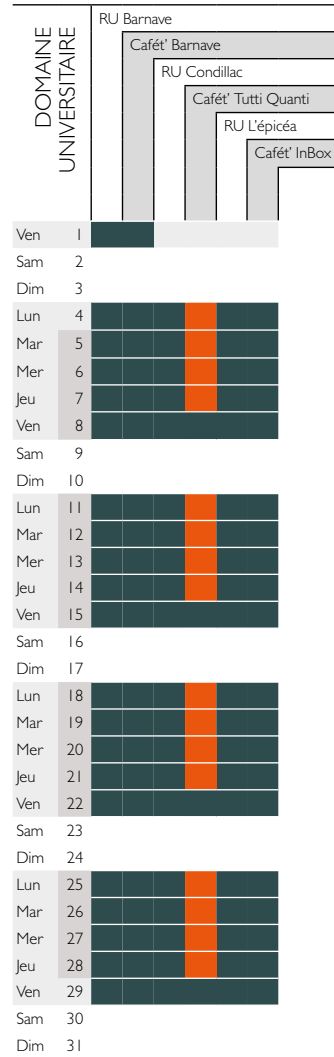 DOMAINE
UNIVERSITAIRE
RU Barnave
Cafét’ Barnave
RU Condillac
Cafét’ Tutti Quanti
RU L’épicéa
Cafét’ InBox
Ven 1
Sam 2
Dim 3
Lun 4
Mar 5
Mer 6
Jeu 7
Ven 8
Sam 9
Dim 10
Lun 11
Mar 12
Mer 13
Jeu 14
Ven 15
Sam 16
Dim 17
Lun 18
Mar 19
Mer 20
Jeu 21
Ven 22
Sam 23
Dim 24
Lun 25
Mar 26
Mer 27
Jeu 28
Ven 29
Sam 30
Dim 31